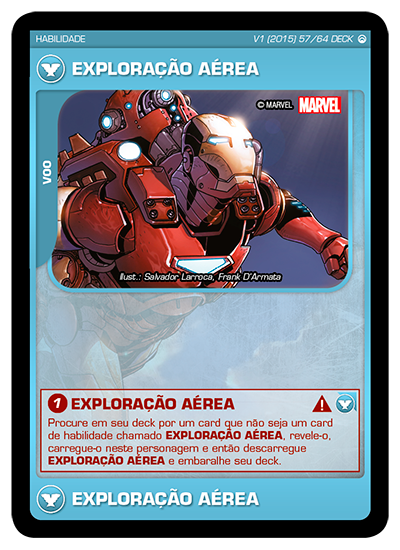 HABILIDADE
V1 (2015) 57/64 DECK
EXPLORAÇÃO AÉREA
© MARVEL MARVEL
VOO
Ilust.: Salvador Larroca, Frank D'Armata
1 EXPLORAÇÃO AÉREA
Procure em seu deck por um card que não seja um card
de habilidade chamado EXPLORAÇÃO AÉREA, revele-o,
carregue-o neste personagem e então descarregue
EXPLORAÇÃO AÉREA e embaralhe seu deck.
EXPLORAÇÃO AÉREA